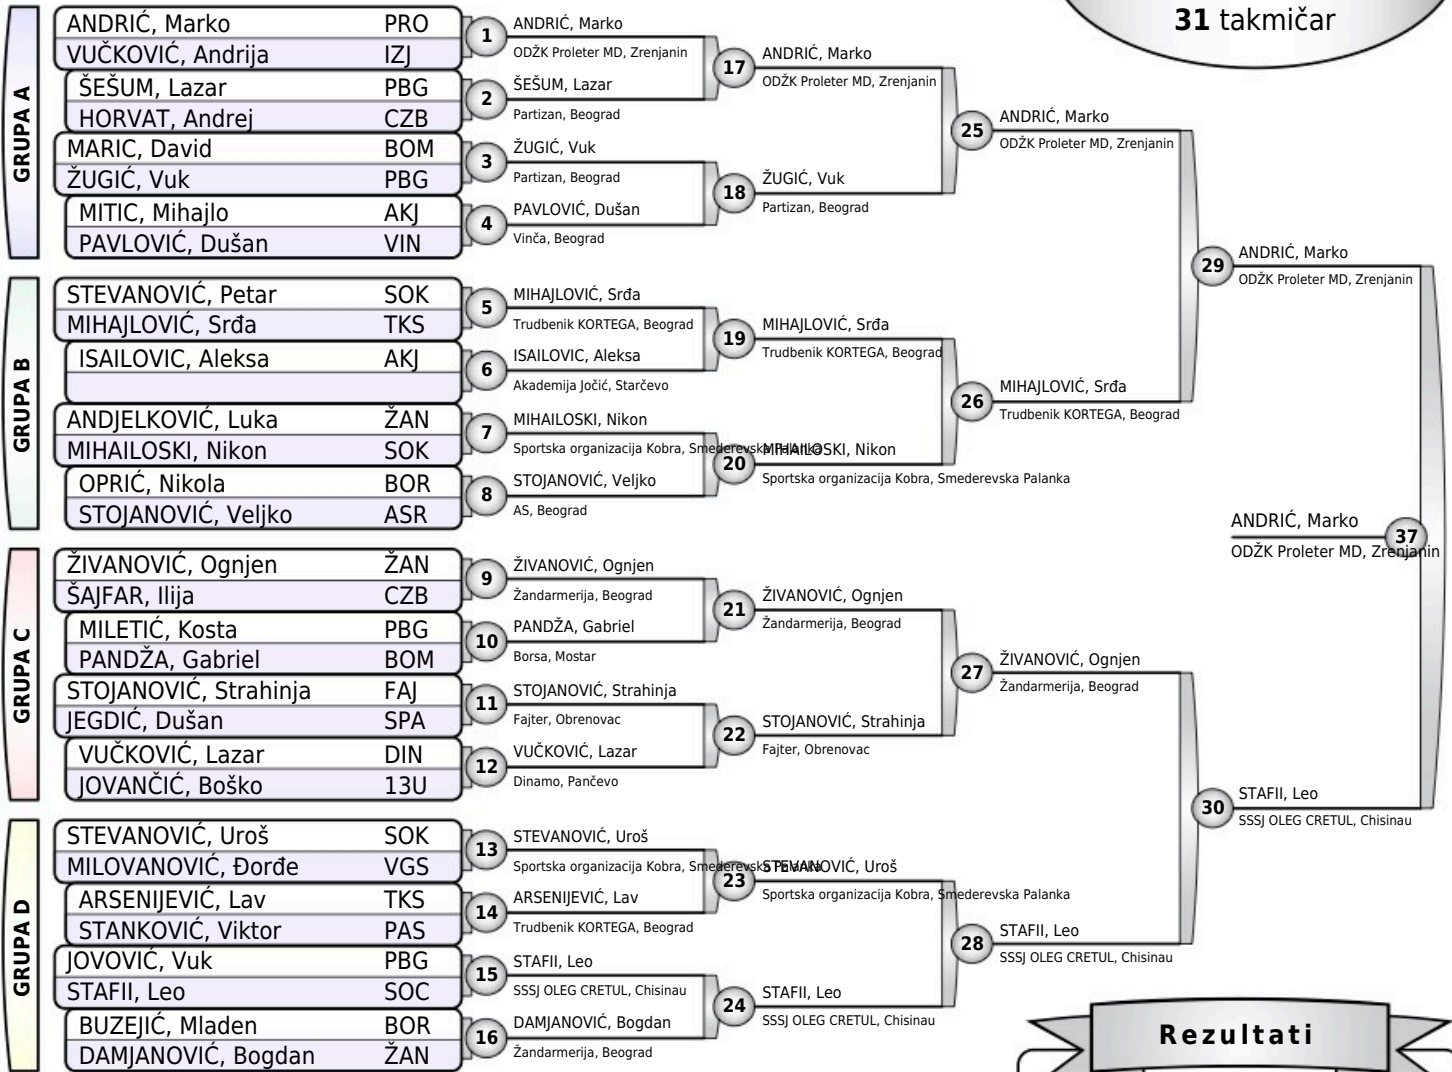 31 takmičar
GRUPA A
ANDRIĆ, Marko PRO
VUČKOVIĆ, Andrija IZJ
ŠEŠUM, Lazar PBG
HORVAT, Andrej CZB
MARIC, David BOM
ŽUGIĆ, Vuk PBG
MITIC, Mihajlo AKJ
PAVLOVIĆ, Dušan VIN
GRUPA B
STEVANOVIĆ, Petar SOK
MIHAJLOVIĆ, Srđa TKS
ISAILOVIC, Aleksa AKJ
ANDJELKOVIĆ, Luka ŽAN
MIHAILOSKI, Nikon SOK
OPRIĆ, Nikola BOR
STOJANOVIĆ, Veljko ASR
GRUPA C
ŽIVANOVIĆ, Ognjen ŽAN
ŠAJFAR, Ilija CZB
MILETIĆ, Kosta PBG
PANDŽA, Gabriel BOM
STOJANOVIĆ, Strahinja FAJ
JEGDIĆ, Dušan SPA
VUČKOVIĆ, Lazar DIN
JOVANČIĆ, Boško 13U
GRUPA D
STEVANOVIĆ, Uroš SOK
MILOVANOVIĆ, Đorđe VGS
ARSENIJEVIĆ, Lav TKS
STANKOVIĆ, Viktor PAS
JOVOVIĆ, Vuk PBG
STAFII, Leo SOC
BUZEJIĆ, Mladen BOR
DAMJANOVIĆ, Bogdan ŽAN
1 ANDRIĆ, Marko
ODŽK Proleter MD, Zrenjanin
2 ŠEŠUM, Lazar
Partizan, Beograd
3 ŽUGIĆ, Vuk
Partizan, Beograd
4 PAVLOVIĆ, Dušan
Vinča, Beograd
5 MIHAJLOVIĆ, Srđa
Trudbenik KORTEGA, Beograd
6 ISAILOVIC, Aleksa
Akademija Jočić, Starčevo
7 MIHAILOSKI, Nikon
Sportska organizacija Kobra, Smederevska Palanka
8 STOJANOVIĆ, Veljko
AS, Beograd
9 ŽIVANOVIĆ, Ognjen
Žandarmerija, Beograd
10 PANDŽA, Gabriel
Borsa, Mostar
11 STOJANOVIĆ, Strahinja
Fajter, Obrenovac
12 VUČKOVIĆ, Lazar
Dinamo, Pančevo
13 STEVANOVIĆ, Uroš
Sportska organizacija Kobra, Smederevska Palanka
14 ARSENIJEVIĆ, Lav
Trudbenik KORTEGA, Beograd
15 STAFII, Leo
SSSJ OLEG CRETUL, Chisinau
16 DAMJANOVIĆ, Bogdan
Žandarmerija, Beograd
17 ANDRIĆ, Marko
ODŽK Proleter MD, Zrenjanin
18 ŽUGIĆ, Vuk
Partizan, Beograd
19 MIHAJLOVIĆ, Srđa
Trudbenik KORTEGA, Beograd
20 MIHAILOSKI, Nikon
Sportska organizacija Kobra, Smederevska Palanka
21 ŽIVANOVIĆ, Ognjen
Žandarmerija, Beograd
22 STOJANOVIĆ, Strahinja
Fajter, Obrenovac
23 STEVANOVIĆ, Uroš
Sportska organizacija Kobra, Smederevska Palanka
24 STAFII, Leo
SSSJ OLEG CRETUL, Chisinau
25 ANDRIĆ, Marko
ODŽK Proleter MD, Zrenjanin
26 MIHAJLOVIĆ, Srđa
Trudbenik KORTEGA, Beograd
27 ŽIVANOVIĆ, Ognjen
Žandarmerija, Beograd
28 STAFII, Leo
SSSJ OLEG CRETUL, Chisinau
29 ANDRIĆ, Marko
ODŽK Proleter MD, Zrenjanin
30 STAFII, Leo
SSSJ OLEG CRETUL, Chisinau
ANDRIĆ, Marko 37
ODŽK Proleter MD, Zrenjanin
Rezultati